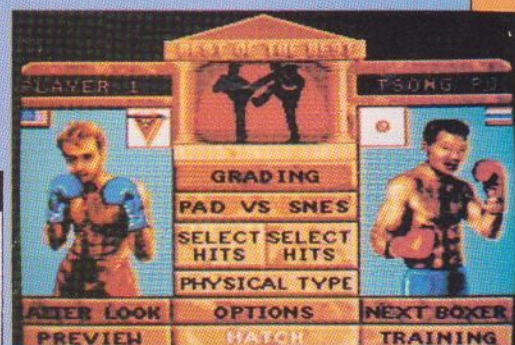 BEST OF THE BEST
PLAYER 1
TSONG PO
GRADING
PAD VS SNES
SELECT HITS
SELECT HITS
PHYSICAL TYPE
ALTER LOOK
OPTIONS
NEXT BOXER
PREVIEW
MATCH
TRAINING